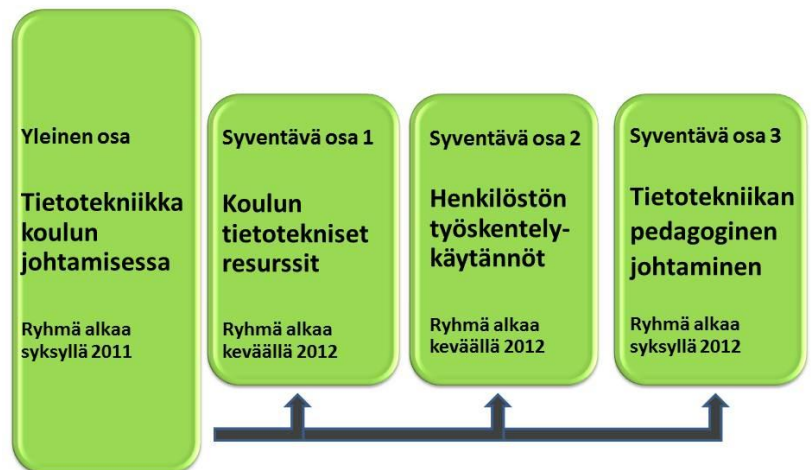 Yleinen osa
Tietotekniikka
koulun
johtamisessa
Ryhmä alkaa
syksyllä 2011
Syventävä osa 1
Koulun
tietotekniset
resurssit
Ryhmä alkaa
keväällä 2012
Syventävä osa 2
Henkilöstön
työskentely-
käytännöt
Ryhmä alkaa
keväällä 2012
Syventävä osa 3
Tietotekniikan
pedagoginen
johtaminen
Ryhmä alkaa
syksyllä 2012